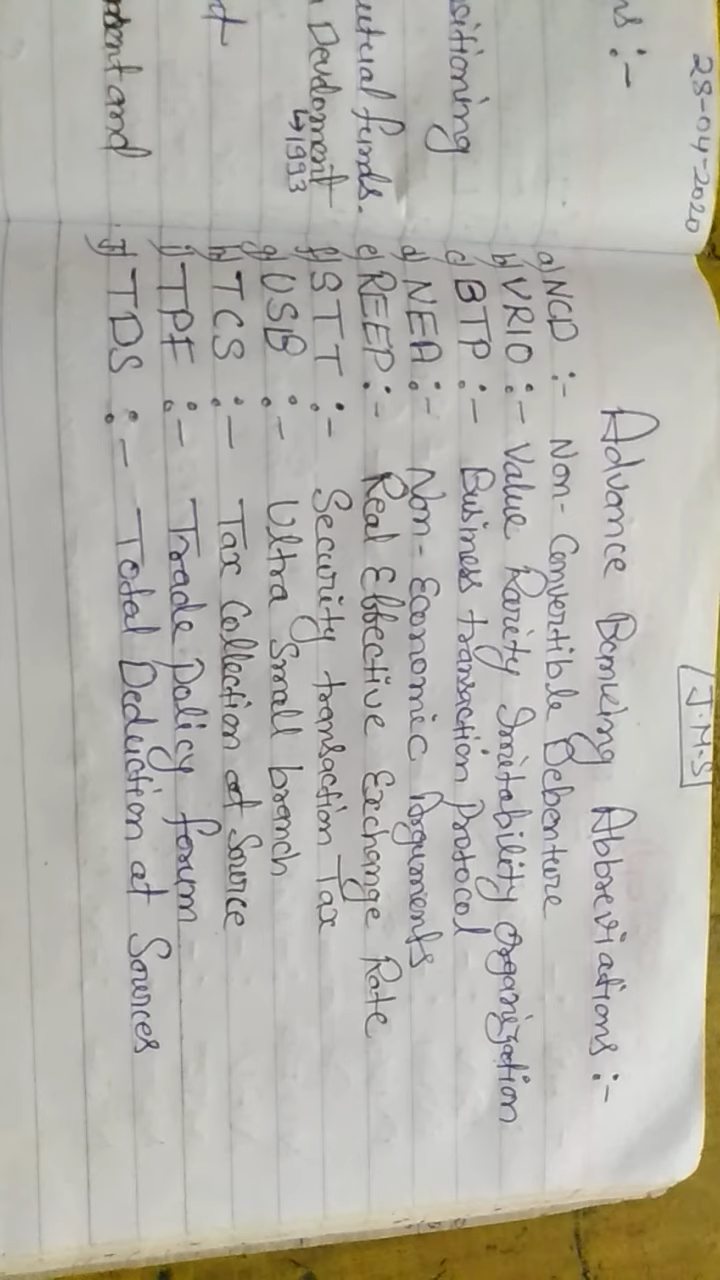 ns :-
sitioning
utual funds.
Devlopment
↳1993
t
ment and
28-04-2020
J.M.S
Advance Banking Abbreviations :-
a) NCD :- Non-Convertible Debenture
b) VRIO :- Value Rarity Imitability Organization
c) BTP :- Business transaction Protocol
d) NEA :- Non-Economic Arguments
e) REEP :- Real Effective Exchange Rate
f) STT :- Security transaction Tax
g) USB :- Ultra Small branch
h) TCS :- Tax Collection at Source
i) TPF :- Trade Policy forum
j) TDS :- Total Deduction at Sources